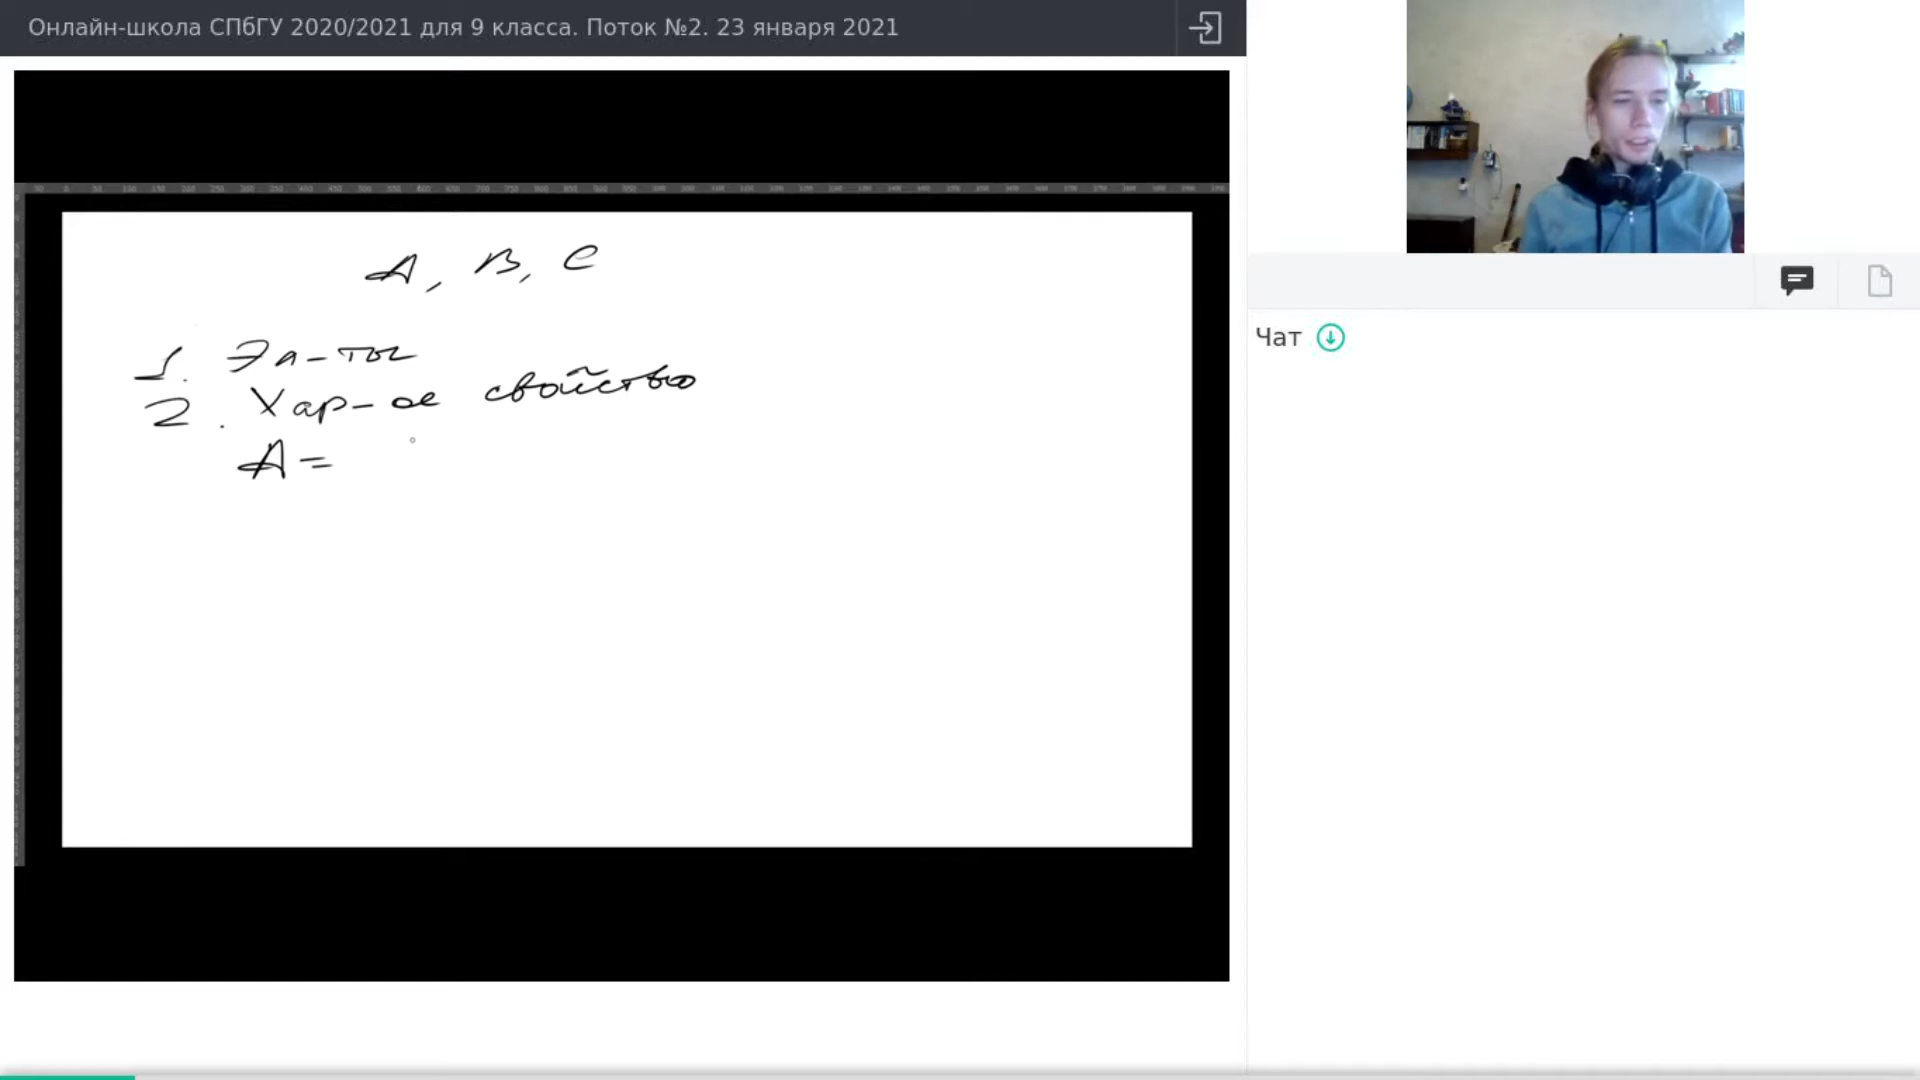 Онлайн-школа СПбГУ 2020/2021 для 9 класса. Поток №2. 23 января 2021
A, B, C
1. Эл-ты
2. Хар-ое свойство
A =
Чат